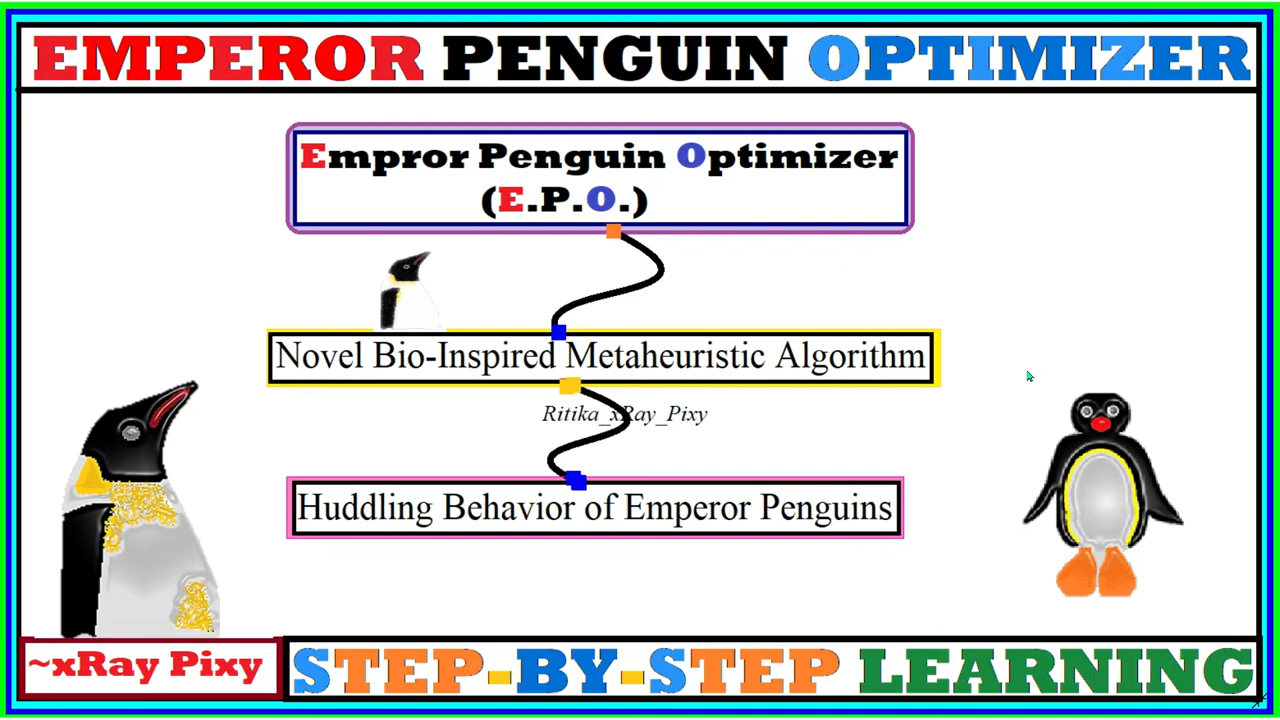 EMPEROR PENGUIN OPTIMIZER
Empror Penguin Optimizer
(E.P.O.)
Novel Bio-Inspired Metaheuristic Algorithm
Ritika_xRay_Pixy
Huddling Behavior of Emperor Penguins
~xRay Pixy
STEP-BY-STEP LEARNING